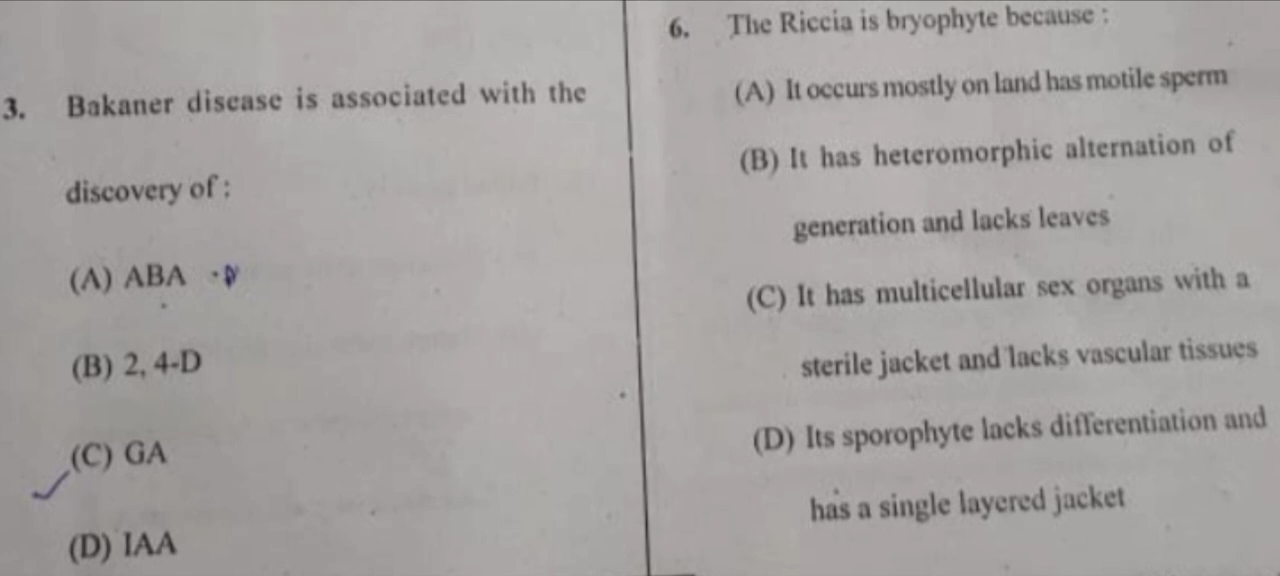 3. Bakaner disease is associated with the
discovery of :
(A) ABA
(B) 2, 4-D
(C) GA
(D) IAA
6. The Riccia is bryophyte because :
(A) It occurs mostly on land has motile sperm
(B) It has heteromorphic alternation of
generation and lacks leaves
(C) It has multicellular sex organs with a
sterile jacket and lacks vascular tissues
(D) Its sporophyte lacks differentiation and
has a single layered jacket